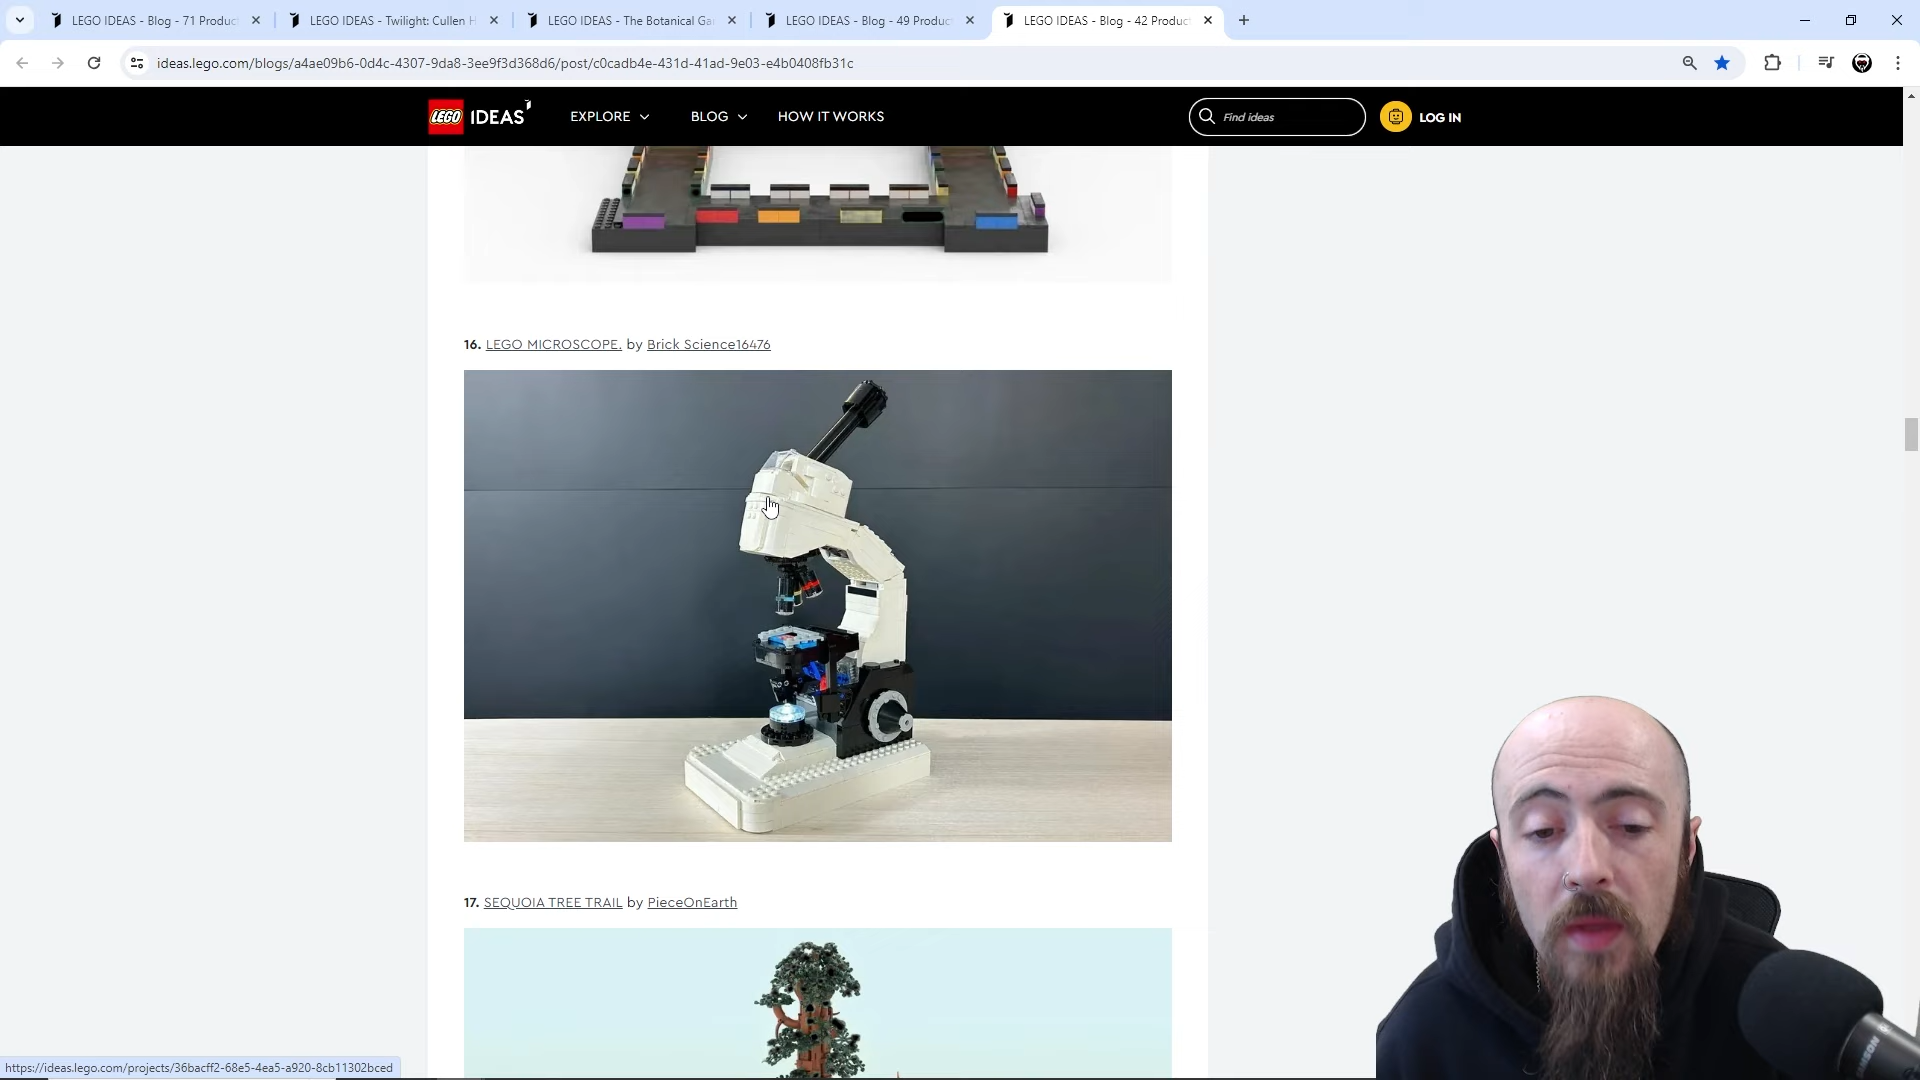 LEGO IDEAS - Blog - 71 Produc
LEGO IDEAS - Twilight: Cullen H
LEGO IDEAS - The Botanical Ga
LEGO IDEAS - Blog - 49 Produc
LEGO IDEAS - Blog - 42 Produc
ideas.lego.com/blogs/a4ae09b6-0d4c-4307-9da8-3ee9f3d368d6/post/c0cadb4e-431d-41ad-9e03-e4b0408fb31c
LEGO IDEAS
EXPLORE
BLOG
HOW IT WORKS
Find ideas
LOG IN
16. LEGO MICROSCOPE. by Brick Science16476
17. SEQUOIA TREE TRAIL by PieceOnEarth
https://ideas.lego.com/projects/36bacff2-68e5-4ea5-a920-8cb11302bced